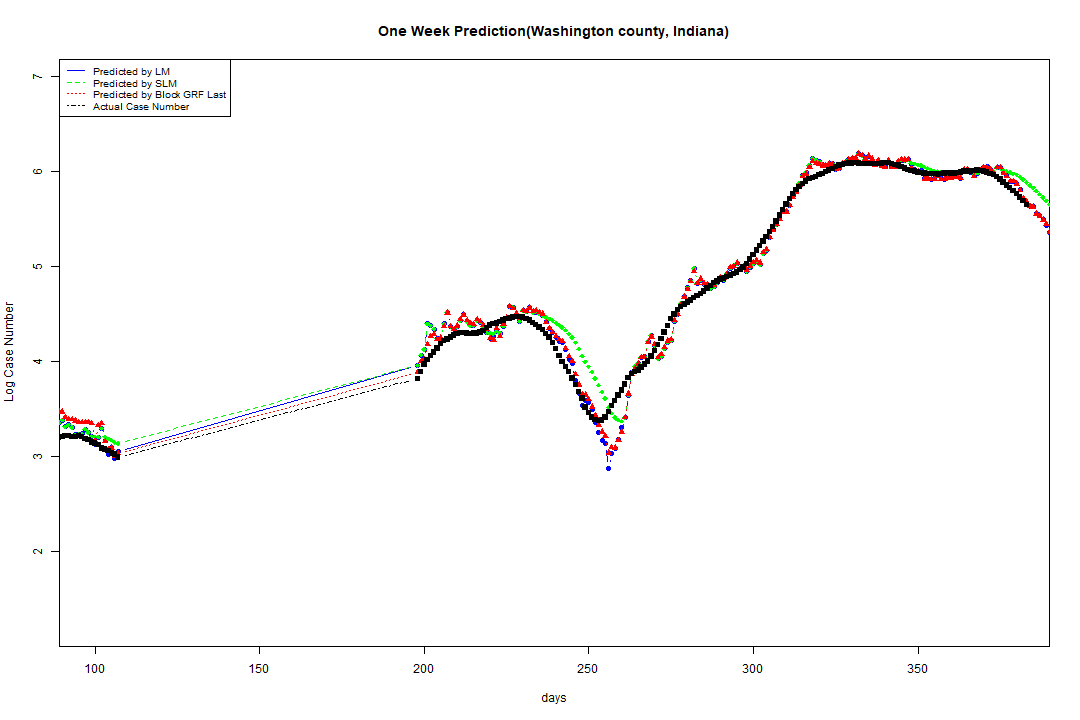 One Week Prediction(Washington county, Indiana)
Predicted by LM
Predicted by SLM
Predicted by Block GRF Last
Actual Case Number
7
6
5
4
3
2
Log Case Number
100 150 200 250 300 350
days